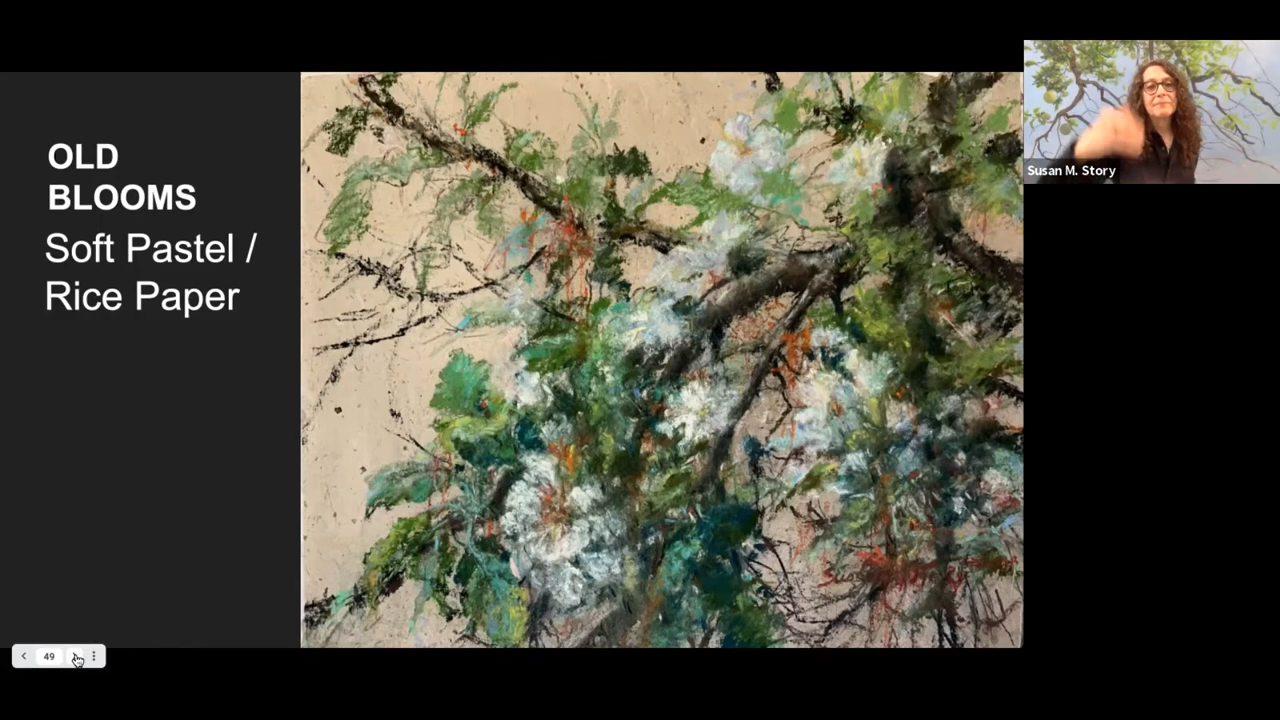 OLD
BLOOMS
Soft Pastel /
Rice Paper
Susan M. Story
49